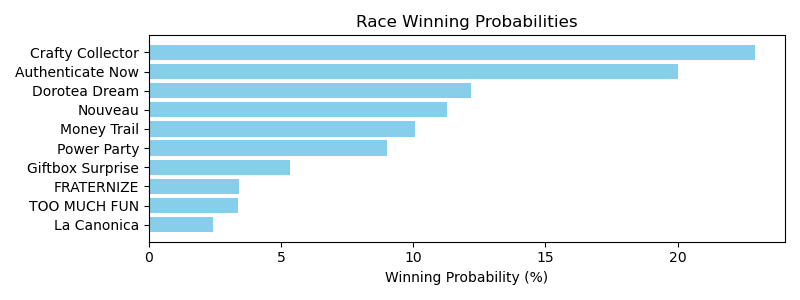 Race Winning Probabilities
Crafty Collector
Authenticate Now
Dorotea Dream
Nouveau
Money Trail
Power Party
Giftbox Surprise
FRATERNIZE
TOO MUCH FUN
La Canonica
0 5 10 15 20
Winning Probability (%)